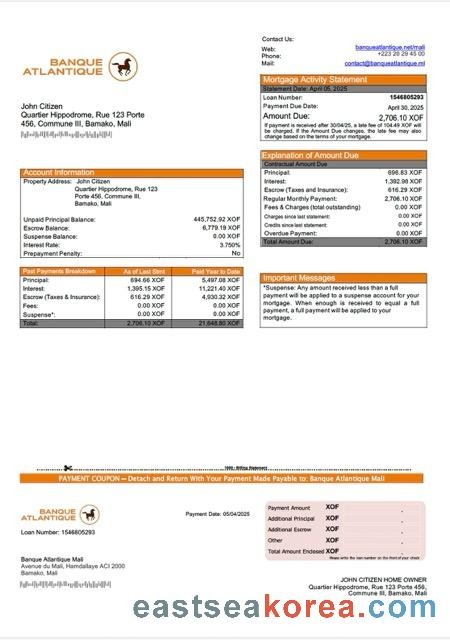 Contact Us:
Web: banqueatlantique.net/mali
Phone: +223 20 29 45 00
Mail: contact@banqueatlantique.ml
BANQUE
ATLANTIQUE
Mortgage Activity Statement
Statement Date: April 05, 2025
Loan Number: 1546805293
Payment Due Date: April 30, 2025
Amount Due: 2,706.10 XOF
If payment is received after 30/04/25, a late fee of 104.49 XOF will
be charged. If the Amount Due changes, the late fee may also
change based on the terms of your mortgage.
John Citizen
Quartier Hippodrome, Rue 123 Porte
456, Commune III, Bamako, Mali
Explanation of Amount Due
Contractual Amount Due
Principal: 696.83 XOF
Interest: 1,392.98 XOF
Escrow (Taxes and Insurance): 616.29 XOF
Regular Monthly Payment: 2,706.10 XOF
Fees & Charges (total outstanding) 0.00 XOF
Charges since last statement: 0.00 XOF
Credits since last statement: 0.00 XOF
Overdue Payment: 0.00 XOF
Total Amount Due: 2,706.10 XOF
Account Information
Property Address: John Citizen
Quartier Hippodrome, Rue 123
Porte 456, Commune III,
Bamako, Mali
Unpaid Principal Balance: 445,752.92 XOF
Escrow Balance: 6,779.19 XOF
Suspense Balance: 0.00 XOF
Interest Rate: 3.750%
Prepayment Penalty: No
Past Payments Breakdown As of Last Stmt Paid Year to Date
Principal: 694.66 XOF 5,497.08 XOF
Interest: 1,395.15 XOF 11,221.40 XOF
Escrow (Taxes & Insurance): 616.29 XOF 4,930.32 XOF
Fees: 0.00 XOF 0.00 XOF
Suspense*: 0.00 XOF 0.00 XOF
Total: 2,706.10 XOF 21,648.80 XOF
Important Messages
*Suspense: Any amount received less than a full
payment will be applied to a suspense account for your
mortgage. When enough is received to equal a full
payment, a full payment will be applied to your
mortgage.
Billing Statement
PAYMENT COUPON – Detach and Return With Your Payment Made Payable to: Banque Atlantique Mali
BANQUE
ATLANTIQUE
Loan Number: 1546805293
Payment Date: 05/04/2025
Payment Amount XOF .
Additional Principal XOF .
Additional Escrow XOF .
Other XOF .
Total Amount Enclosed XOF .
Please write the loan number on the front of your check
Banque Atlantique Mali
Avenue du Mali, Hamdallaye ACI 2000
Bamako, Mali
JOHN CITIZEN HOME OWNER
Quartier Hippodrome, Rue 123 Porte
456, Commune III, Bamako, Mali
eastseakorea.com